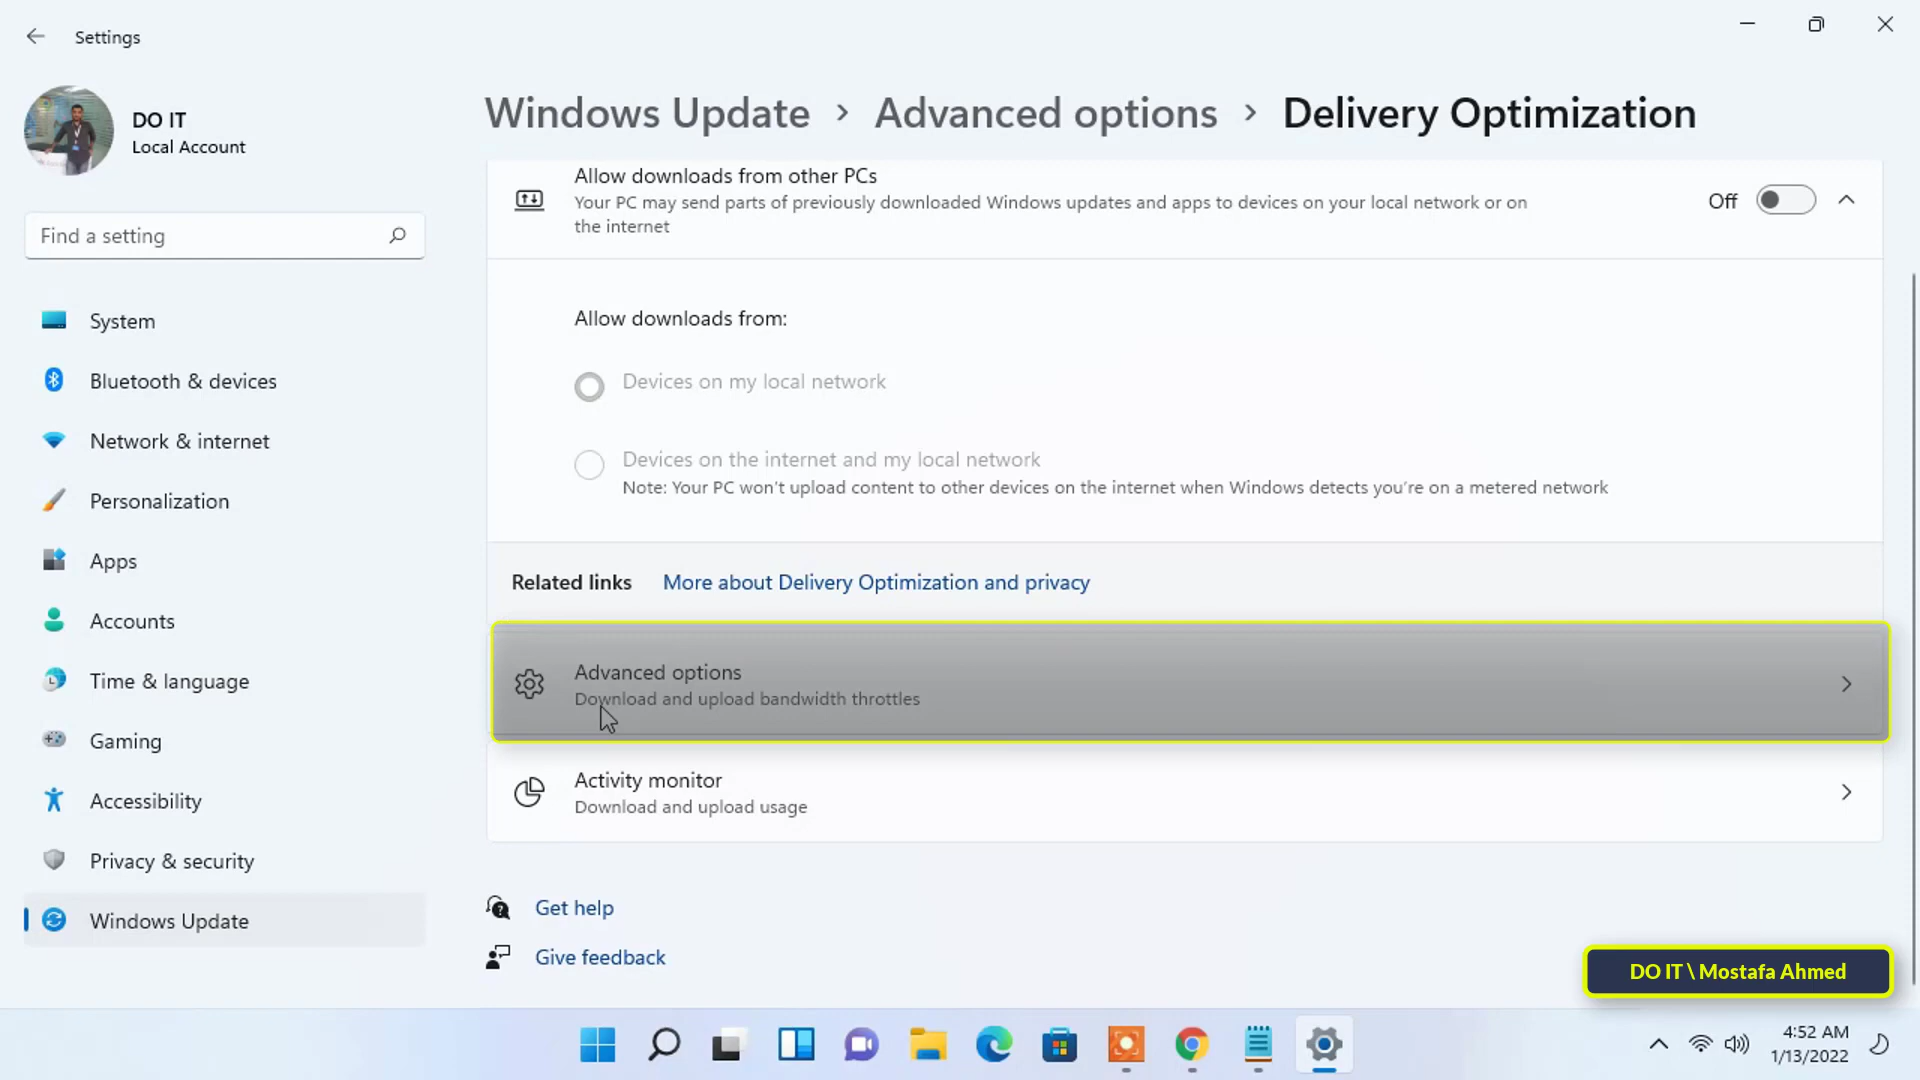 Settings
DO IT
Local Account
Find a setting
System
Bluetooth & devices
Network & internet
Personalization
Apps
Accounts
Time & language
Gaming
Accessibility
Privacy & security
Windows Update
Windows Update > Advanced options > Delivery Optimization
Allow downloads from other PCs
Your PC may send parts of previously downloaded Windows updates and apps to devices on your local network or on
the internet
Off
Allow downloads from:
Devices on my local network
Devices on the internet and my local network
Note: Your PC won't upload content to other devices on the internet when Windows detects you're on a metered network
Related links More about Delivery Optimization and privacy
Advanced options
Download and upload bandwidth throttles
Activity monitor
Download and upload usage
Get help
Give feedback
DO IT \ Mostafa Ahmed
4:52 AM
1/13/2022